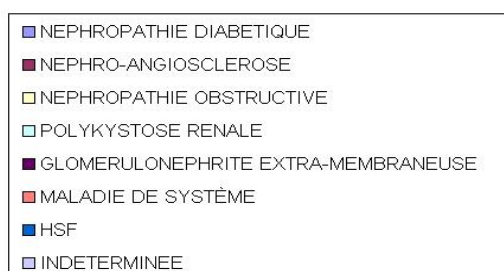 NEPHROPATHIE DIABETIQUE
NEPHRO-ANGIOSCLEROSE
NEPHROPATHIE OBSTRUCTIVE
POLYKYSTOSE RENALE
GLOMERULONEPHRITE EXTRA-MEMBRANEUSE
MALADIE DE SYSTÈME
HSF
INDETERMINEE